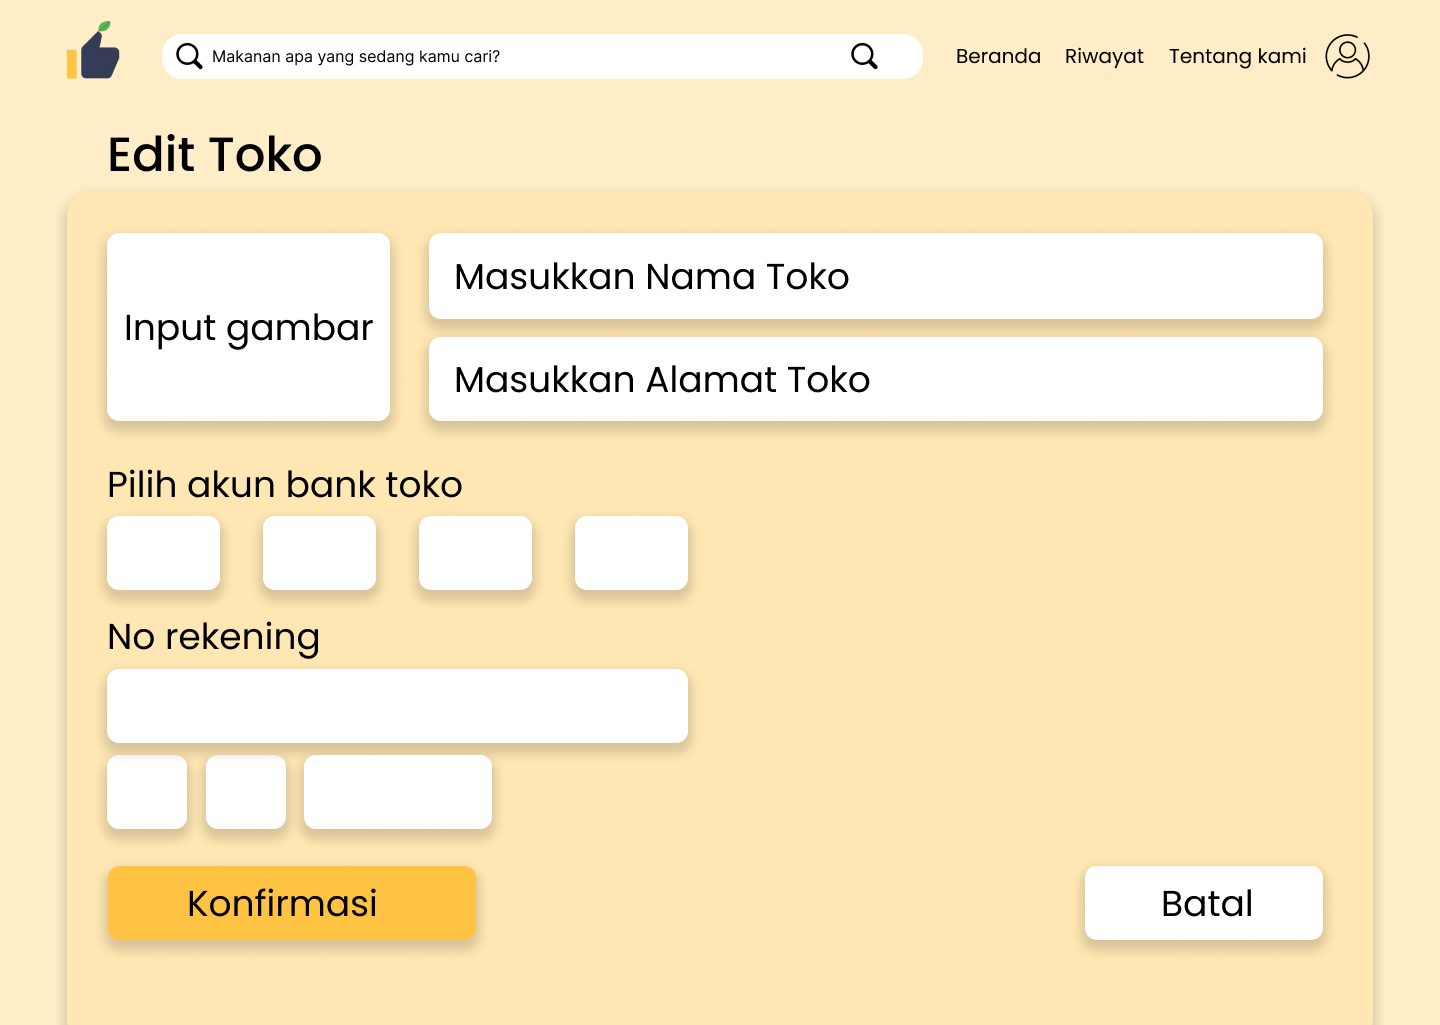 Makanan apa yang sedang kamu cari?
Beranda Riwayat Tentang kami
Edit Toko
Input gambar
Masukkan Nama Toko
Masukkan Alamat Toko
Pilih akun bank toko
No rekening
Konfirmasi
Batal